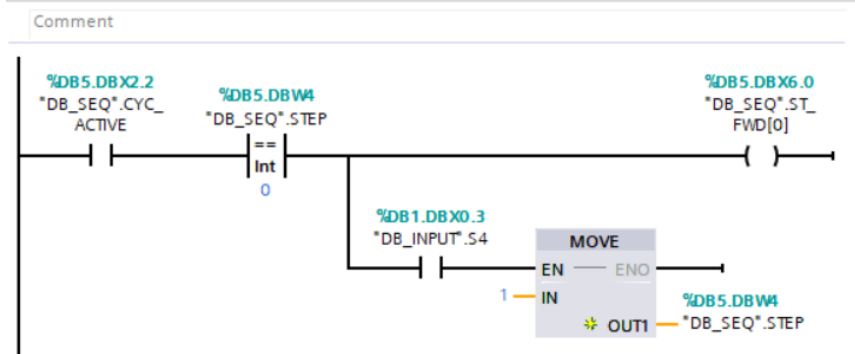 Comment
%DB5.DBX2.2
"DB_SEQ".CYC_
ACTIVE
%DB5.DBW4
"DB_SEQ".STEP
==
Int
0
%DB5.DBX6.0
"DB_SEQ".ST_
FWD[0]
%DB1.DBX0.3
"DB_INPUT".S4
MOVE
EN ENO
1 IN
%DB5.DBW4
OUT1 "DB_SEQ".STEP